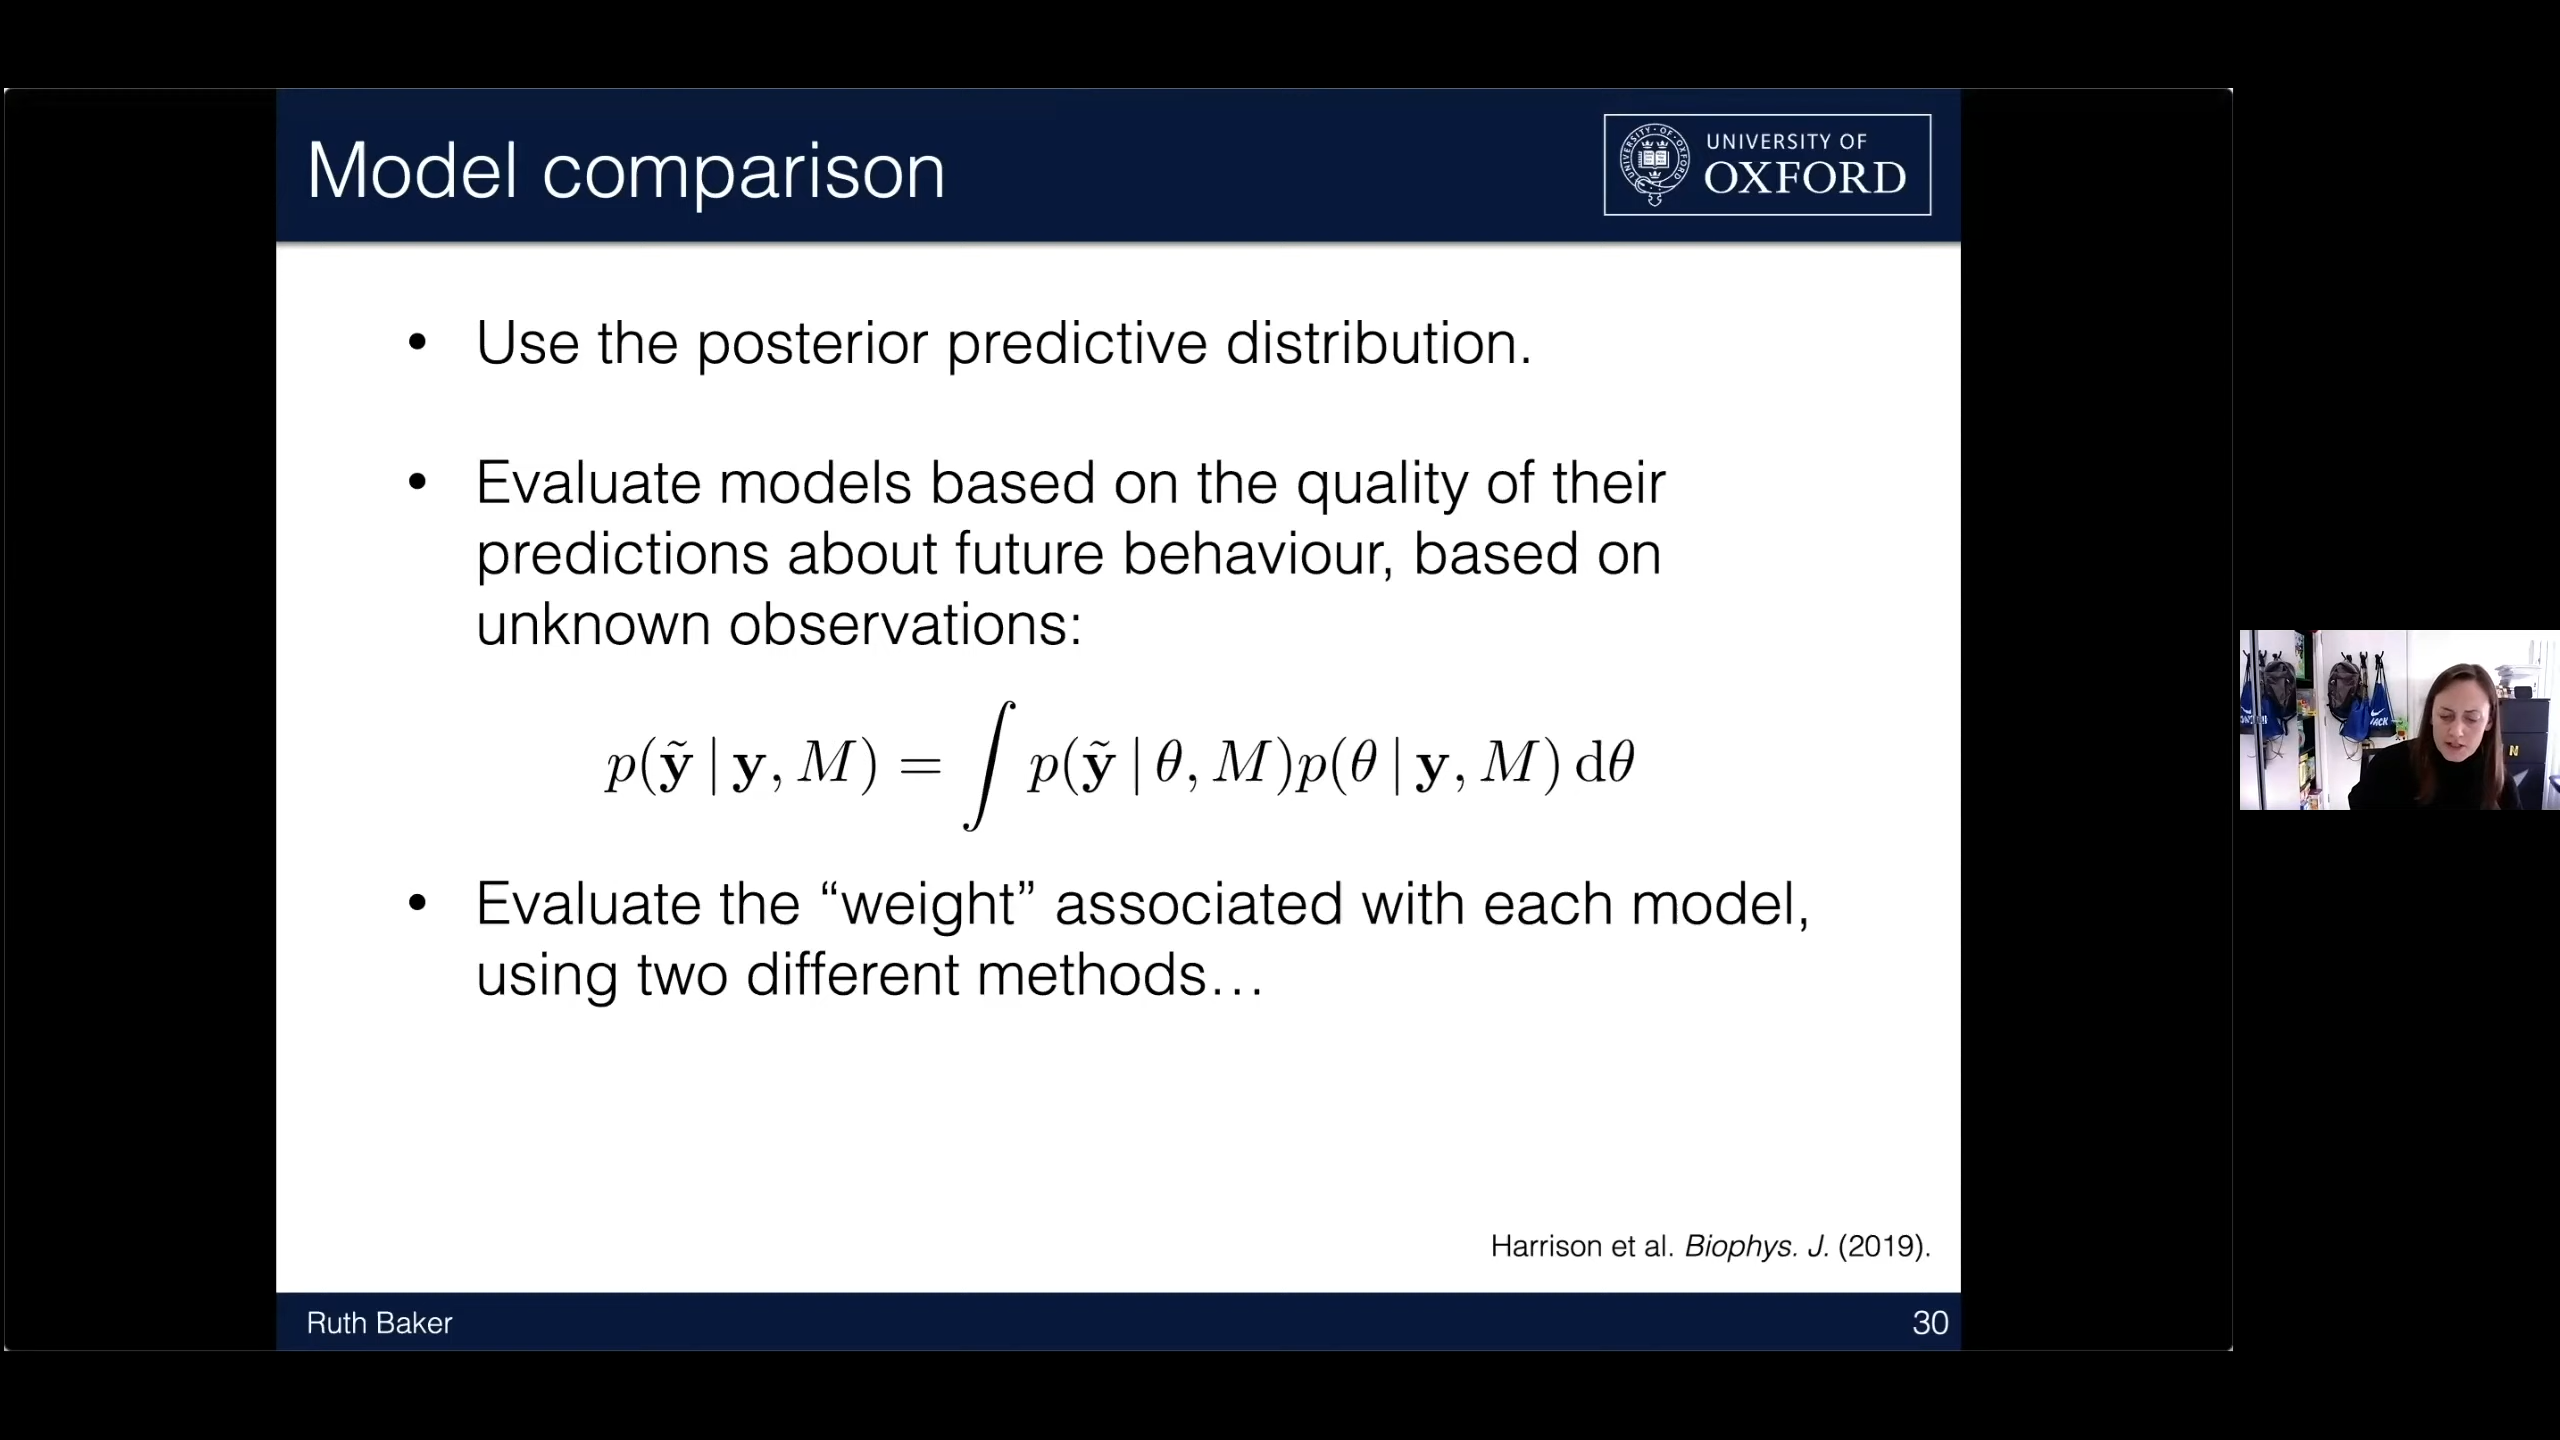 Model comparison
UNIVERSITY OF
OXFORD
• Use the posterior predictive distribution.
• Evaluate models based on the quality of their
predictions about future behaviour, based on
unknown observations:
p(ỹ | y, M) = ∫ p(ỹ | θ, M)p(θ | y, M) dθ
• Evaluate the “weight” associated with each model,
using two different methods…
Harrison et al. Biophys. J. (2019).
Ruth Baker
30
N